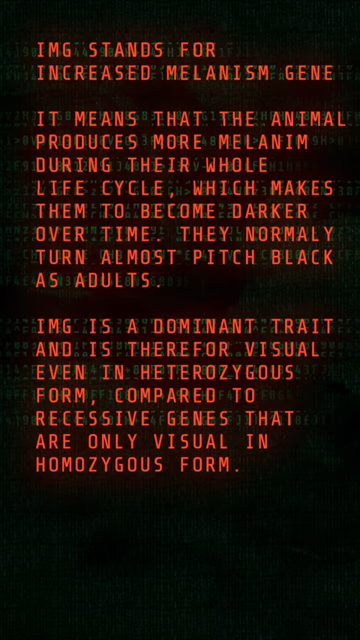 IMG STANDS FOR
INCREASED MELANISM GENE
IT MEANS THAT THE ANIMAL
PRODUCES MORE MELANIM
DURING THEIR WHOLE
LIFE CYCLE, WHICH MAKES
THEM TO BECOME DARKER
OVER TIME. THEY NORMALY
TURN ALMOST PITCH BLACK
AS ADULTS.
IMG IS A DOMINANT TRAIT
AND IS THEREFOR VISUAL
EVEN IN HETEROZYGOUS
FORM, COMPARED TO
RECESSIVE GENES THAT
ARE ONLY VISUAL IN
HOMOZYGOUS FORM.